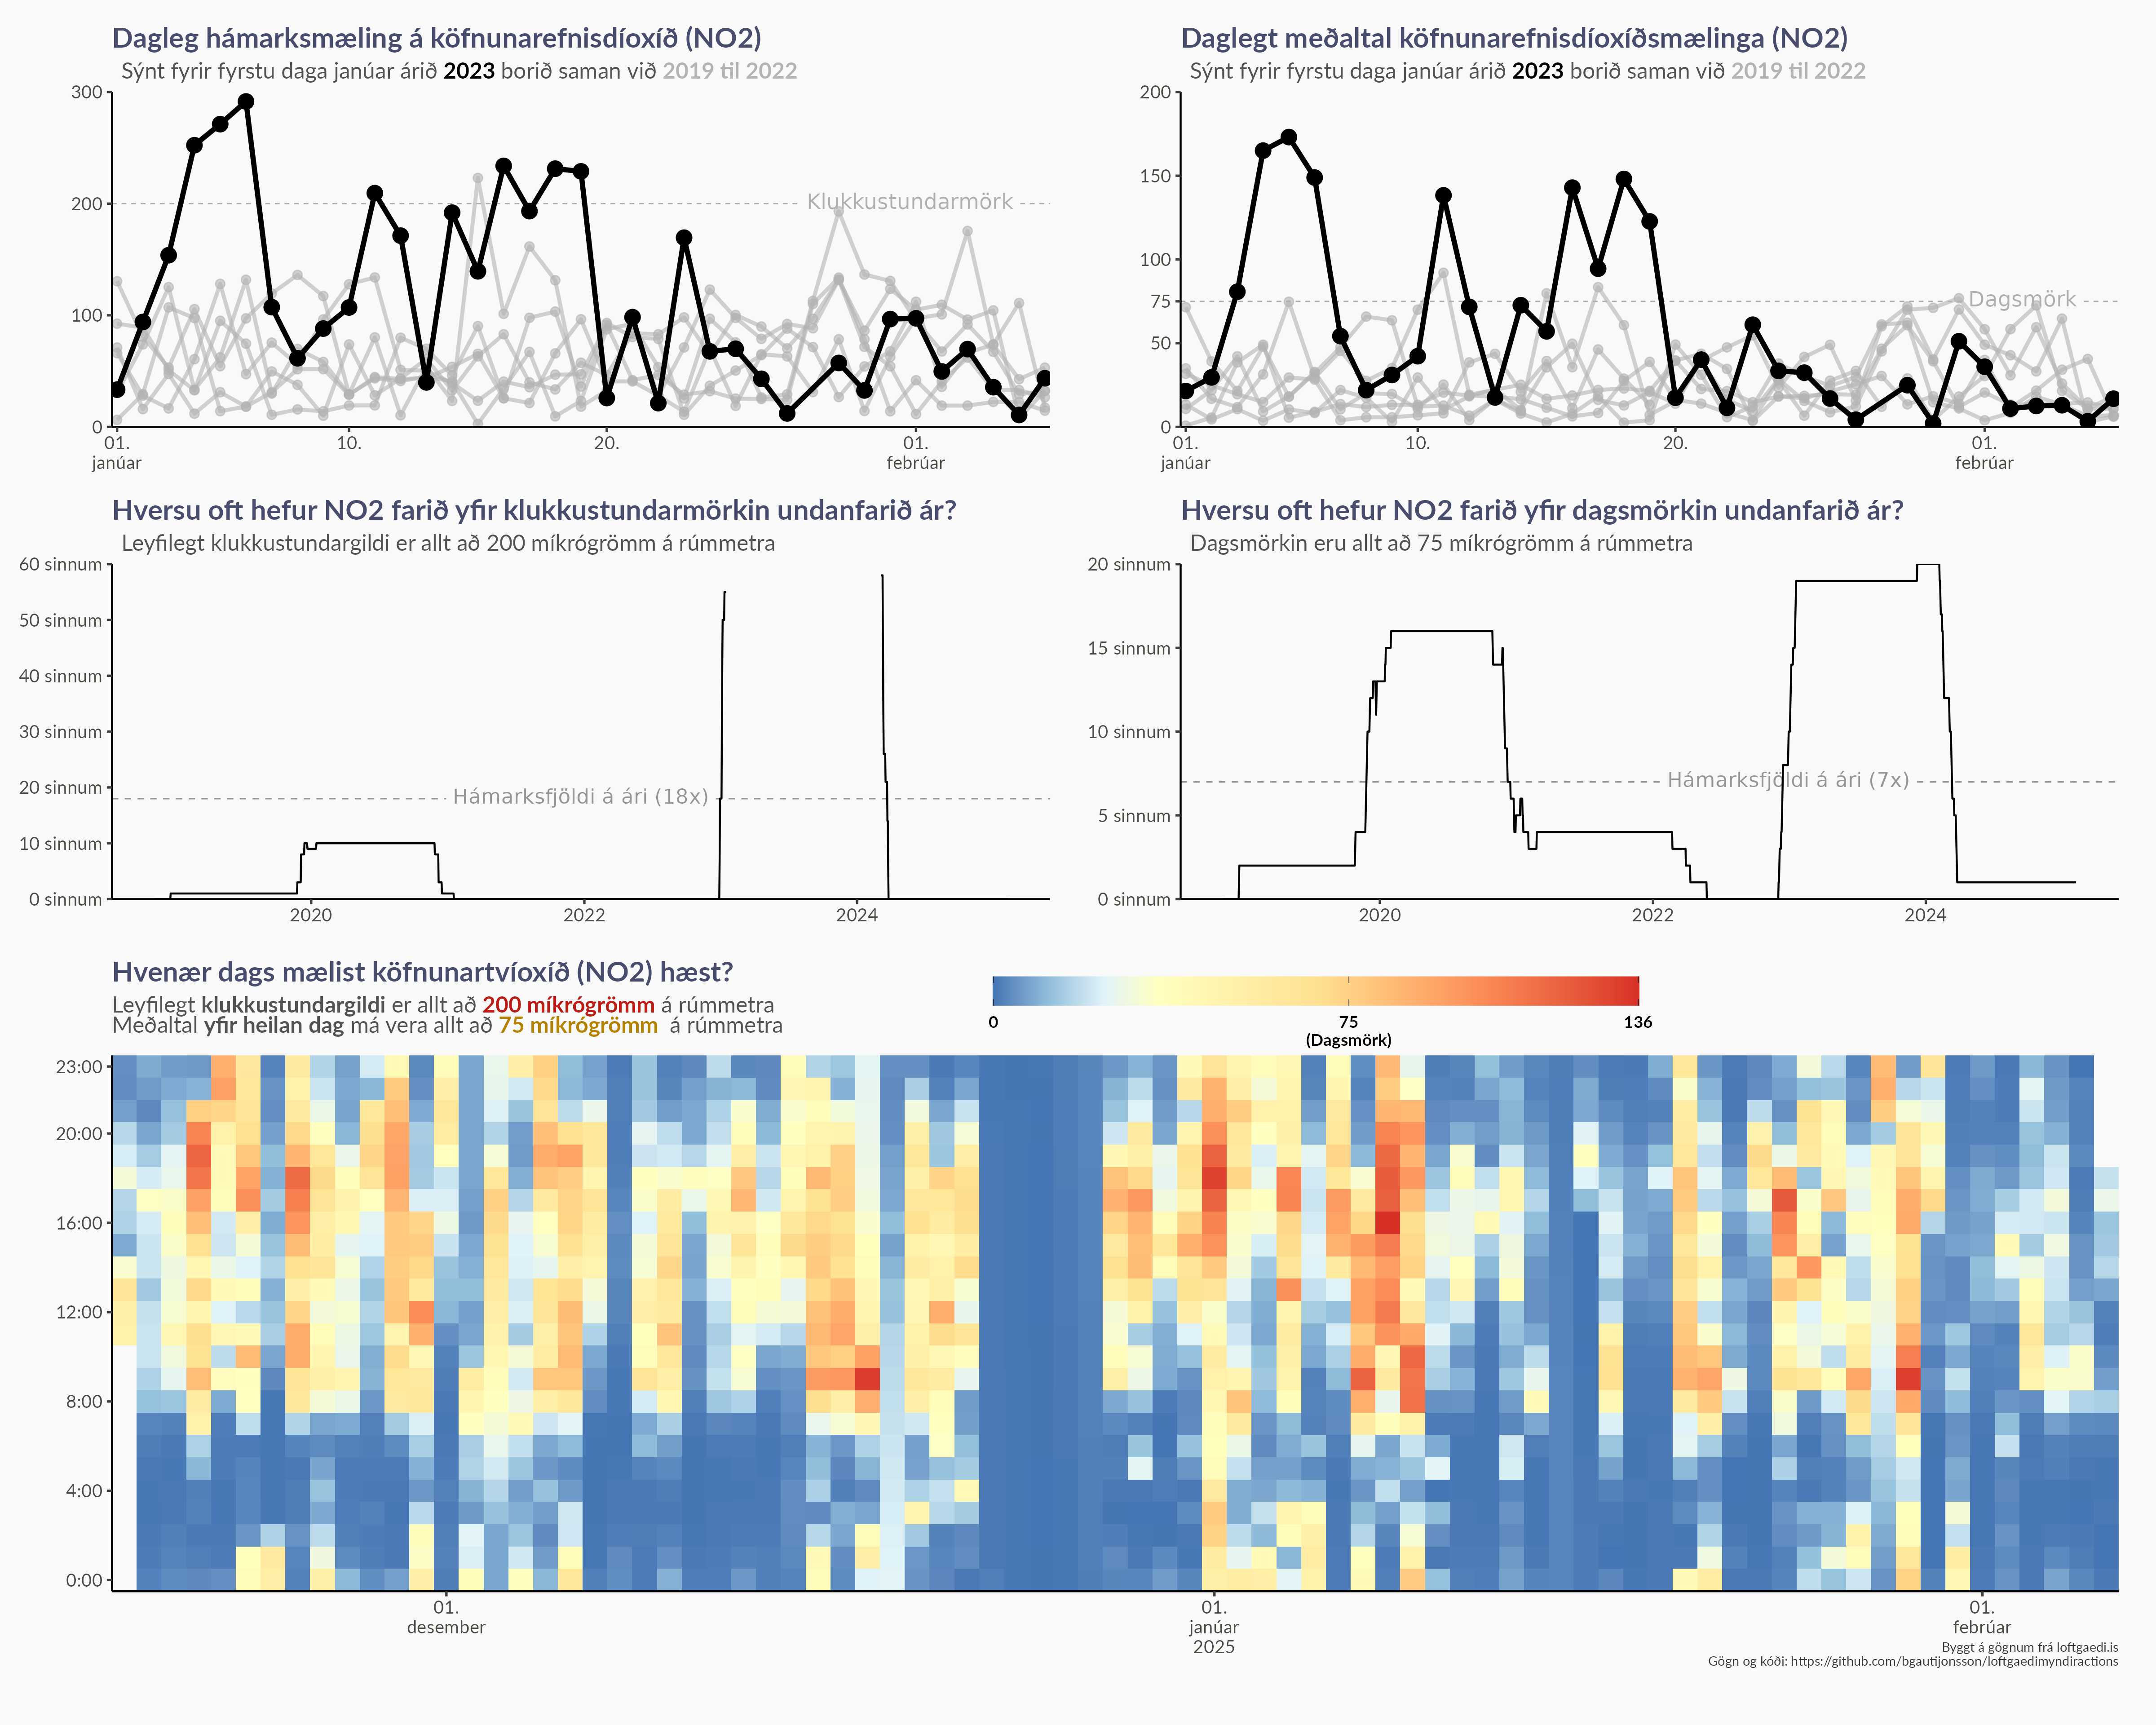 Dagleg hámarksmæling á köfnunarefnisdíoxíð (NO2)
Sýnt fyrir fyrstu daga janúar árið 2023 borið saman við 2019 til 2022
300
200
100
0
Klukkustundarmörk
01.
janúar
10.
20.
01.
febrúar
Daglegt meðaltal köfnunarefnisdíoxíðsmælinga (NO2)
Sýnt fyrir fyrstu daga janúar árið 2023 borið saman við 2019 til 2022
200
150
100
75
50
0
Dagsmörk
01.
janúar
10.
20.
01.
febrúar
Hversu oft hefur NO2 farið yfir klukkustundarmörkin undanfarið ár?
Leyfilegt klukkustundargildi er allt að 200 míkrógrömm á rúmmetra
60 sinnum
50 sinnum
40 sinnum
30 sinnum
20 sinnum
10 sinnum
0 sinnum
Hámarksfjöldi á ári (18x)
2020
2022
2024
Hversu oft hefur NO2 farið yfir dagsmörkin undanfarið ár?
Dagsmörkin eru allt að 75 míkrógrömm á rúmmetra
20 sinnum
15 sinnum
10 sinnum
5 sinnum
0 sinnum
Hámarksfjöldi á ári (7x)
2020
2022
2024
Hvenær dags mælist köfnunartvíoxíð (NO2) hæst?
Leyfilegt klukkustundargildi er allt að 200 míkrógrömm á rúmmetra
Meðaltal yfir heilan dag má vera allt að 75 míkrógrömm á rúmmetra
0
75
(Dagsmörk)
136
23:00
20:00
16:00
12:00
8:00
4:00
0:00
01.
desember
01.
janúar
2025
01.
febrúar
Byggt á gögnum frá loftgaedi.is
Gögn og kóði: https://github.com/bgautijonsson/loftgaedimyndiractions